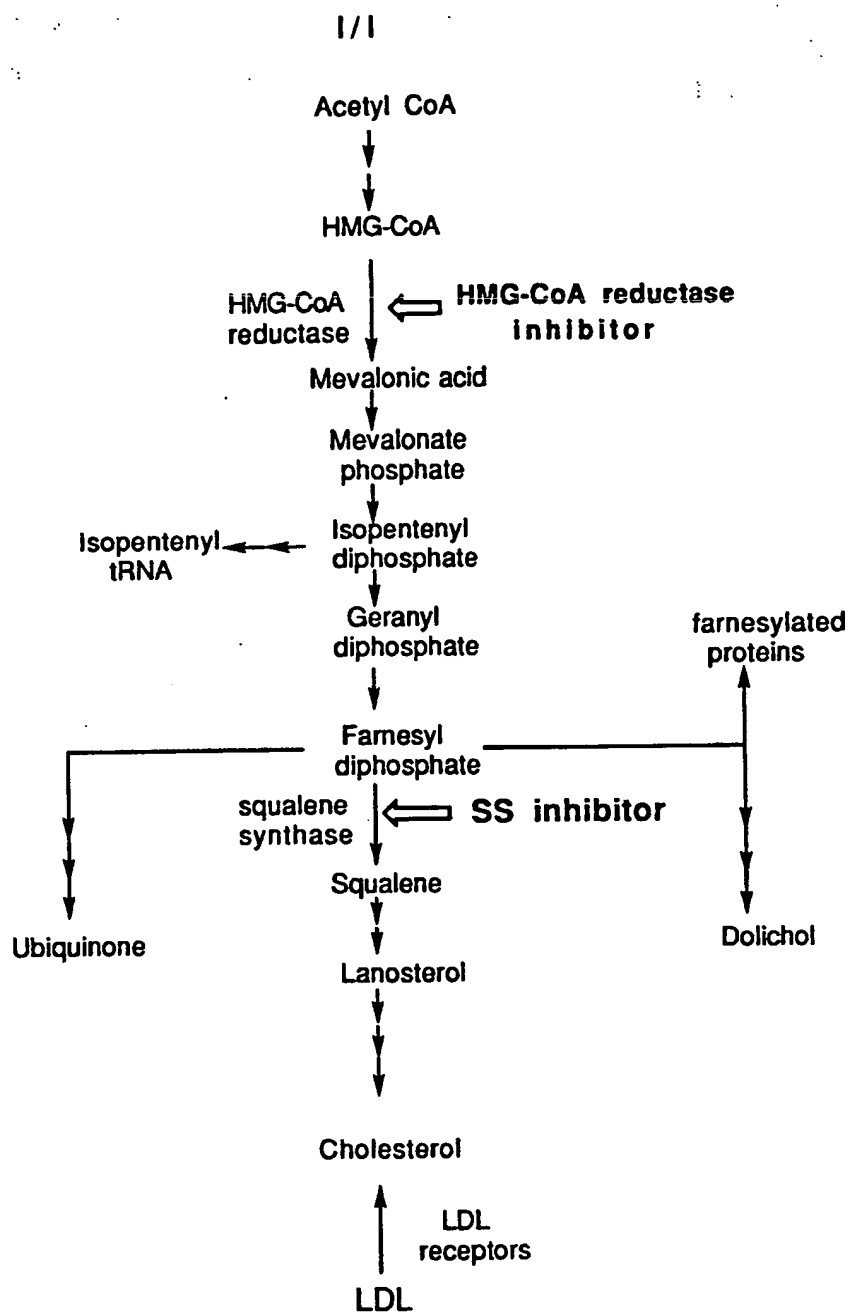 1/1
Acetyl CoA
HMG-CoA
HMG-CoA
reductase
HMG-CoA reductase
inhibitor
Mevalonic acid
Mevalonate
phosphate
Isopentenyl
tRNA
Isopentenyl
diphosphate
Geranyl
diphosphate
farnesylated
proteins
Farnesyl
diphosphate
squalene
synthase
SS inhibitor
Squalene
Ubiquinone
Dolichol
Lanosterol
Cholesterol
LDL
receptors
LDL